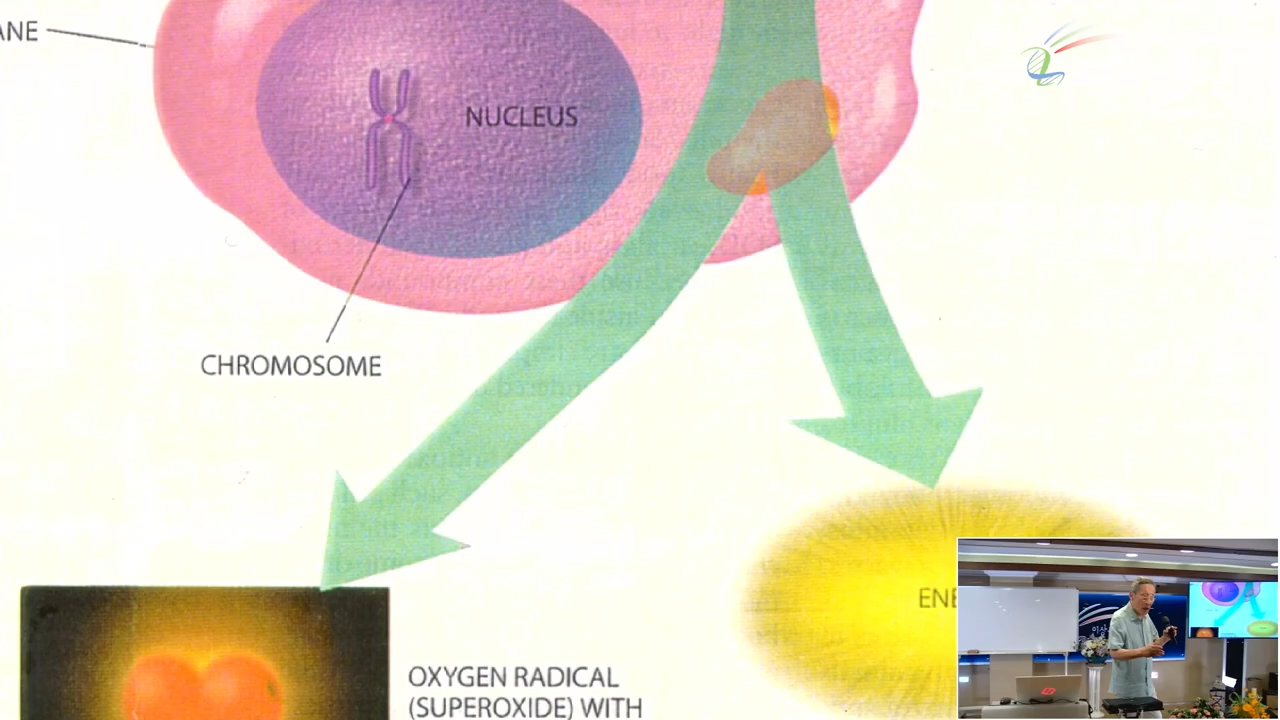 ANE
NUCLEUS
CHROMOSOME
ENE
OXYGEN RADICAL
(SUPEROXIDE) WITH